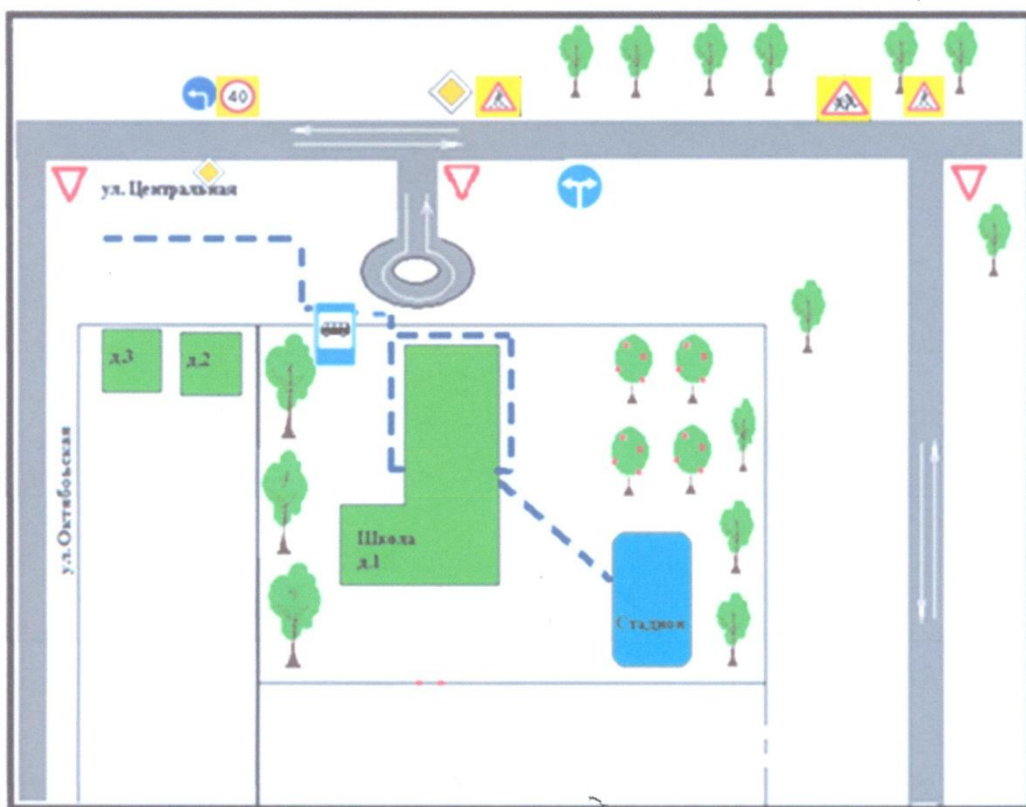 40
ул. Центральная
д.3
д.2
ул. Октябрьская
Школа
д.1
Стадион